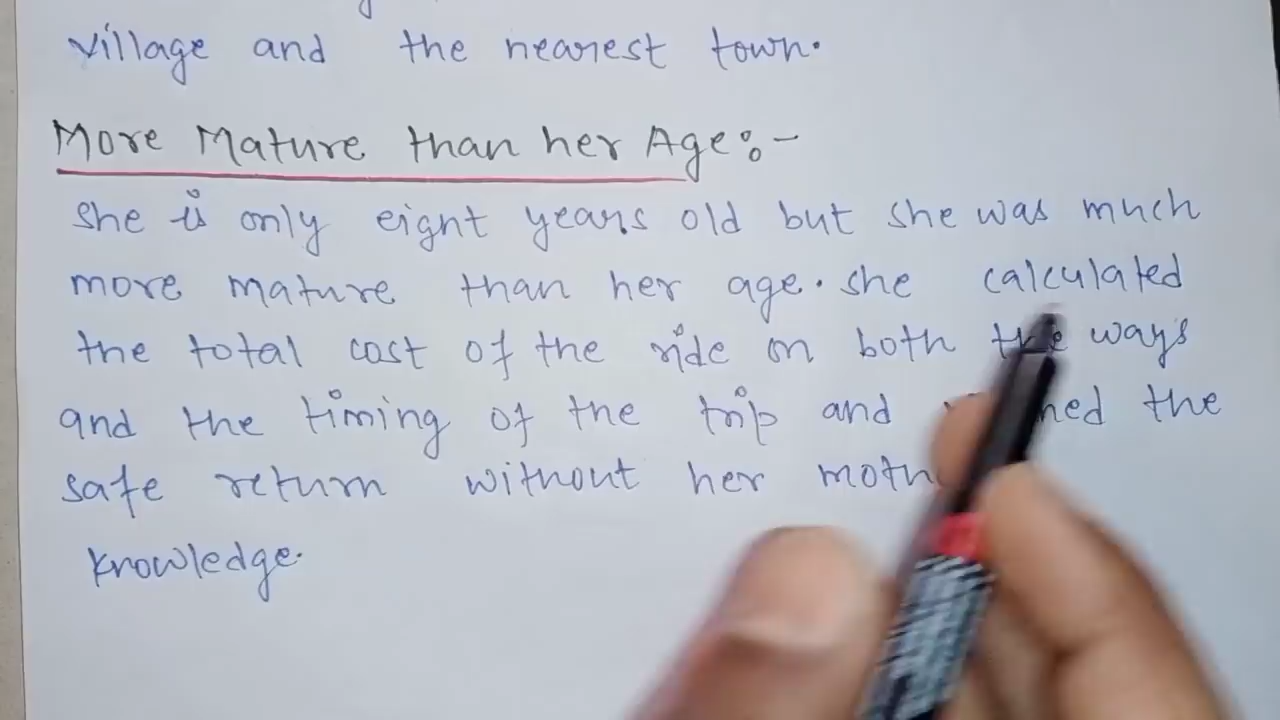 village and the nearest town.
More Mature than her Age:-
She is only eight years old but she was much
more mature than her age. She calculated
the total cost of the ride on both the ways
and the timing of the trip and the
safe return without her
knowledge.